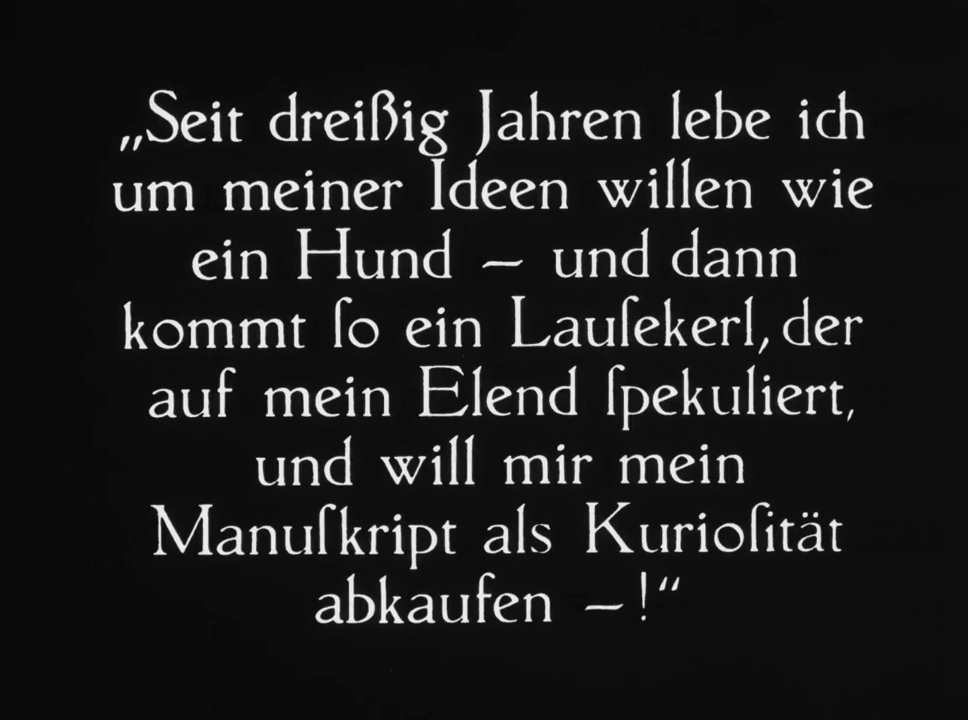 „Seit dreißig Jahren lebe ich
um meiner Ideen willen wie
ein Hund – und dann
kommt ſo ein Lauſekerl, der
auf mein Elend ſpekuliert,
und will mir mein
Manuſkript als Kurioſität
abkaufen –!“